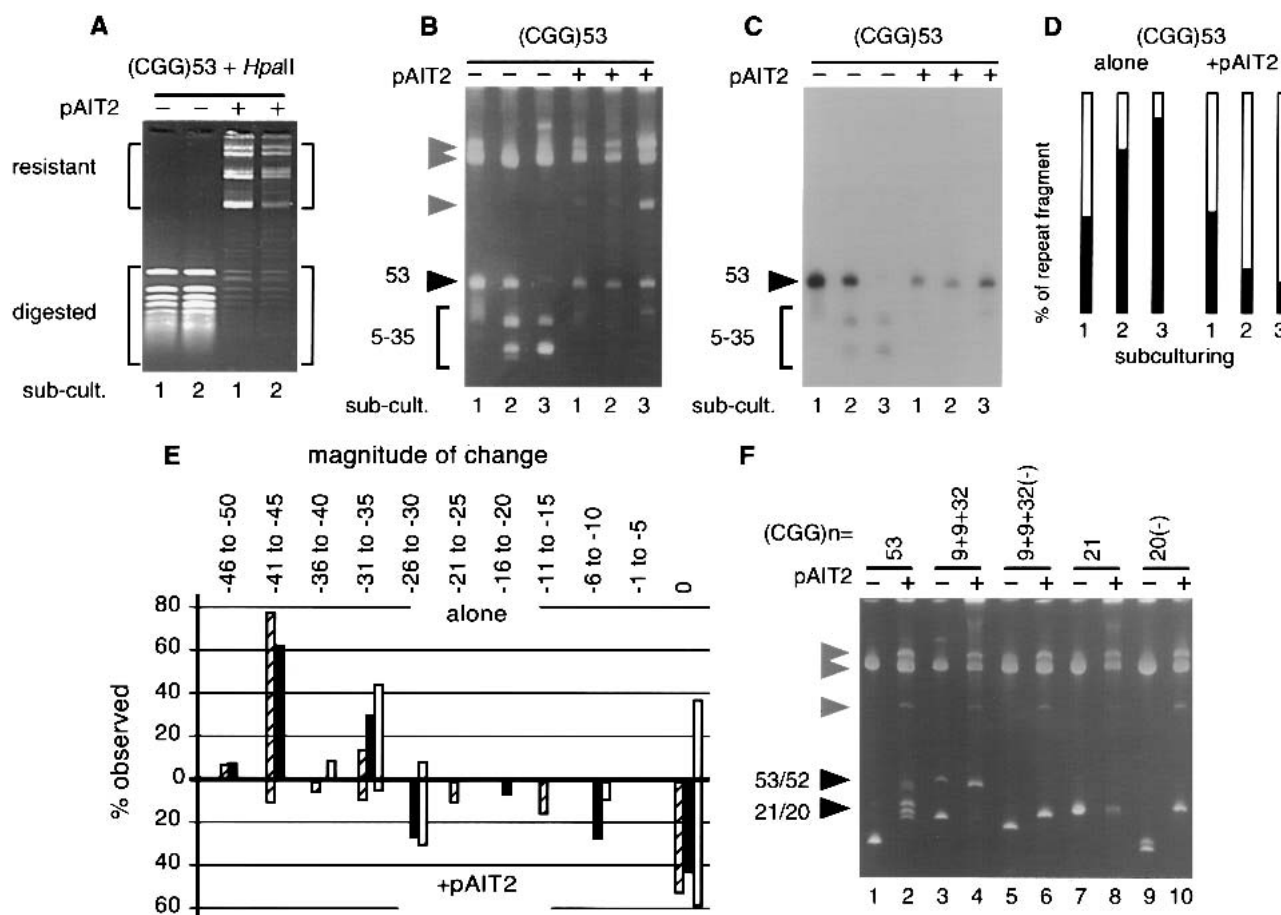 A
(CGG)53 + HpaII
pAIT2 − − + +
resistant
digested
sub-cult. 1 2 1 2
B
(CGG)53
pAIT2 − − − + + +
53
5-35
sub-cult. 1 2 3 1 2 3
C
(CGG)53
pAIT2 − − − + + +
53
5-35
sub-cult. 1 2 3 1 2 3
D
(CGG)53
alone +pAIT2
% of repeat fragment
1 2 3 1 2 3
subculturing
E
magnitude of change
-46 to -50
-41 to -45
-36 to -40
-31 to -35
-26 to -30
-21 to -25
-16 to -20
-11 to -15
-6 to -10
-1 to -5
0
alone
% observed
80
60
40
20
0
20
40
60
+pAIT2
F
(CGG)n=
53
9+9+32
9+9+32(-)
21
20(-)
pAIT2 − + − + − + − + − +
53/52
21/20
1 2 3 4 5 6 7 8 9 10